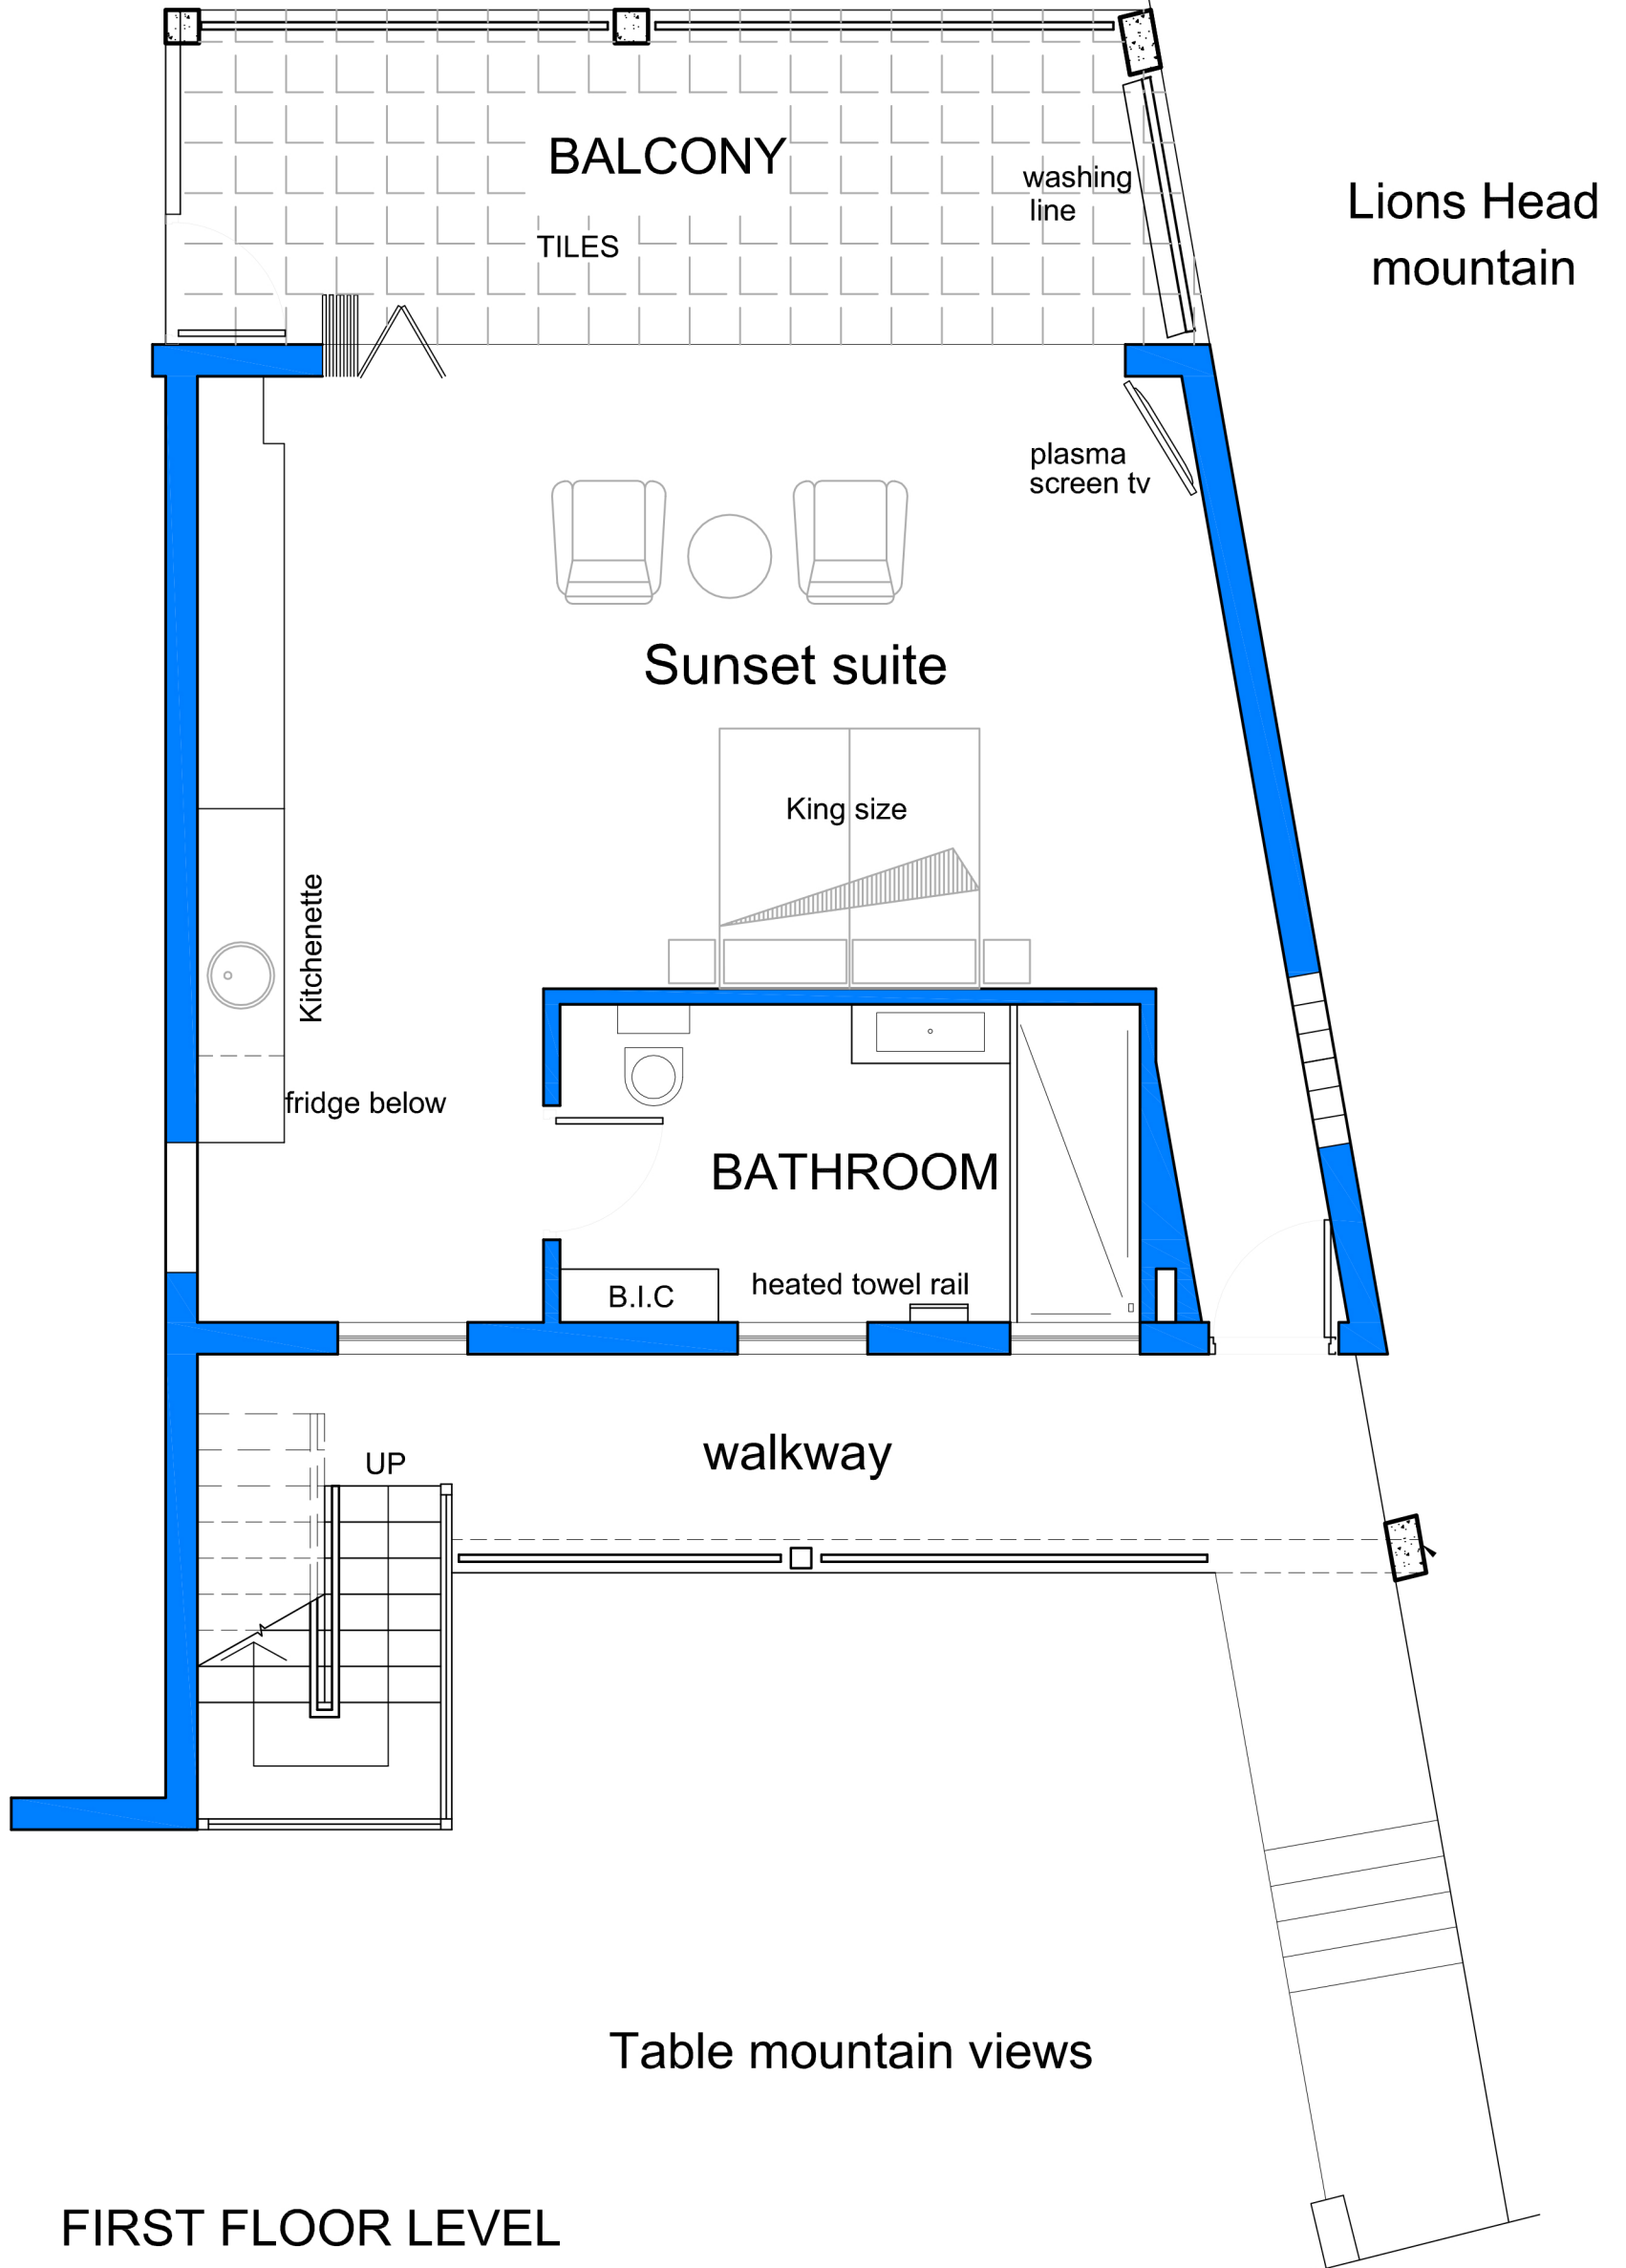 BALCONY
washing
line
Lions Head
mountain
TILES
plasma
screen tv
Sunset suite
King size
Kitchenette
fridge below
BATHROOM
heated towel rail
B.I.C
walkway
UP
Table mountain views
FIRST FLOOR LEVEL